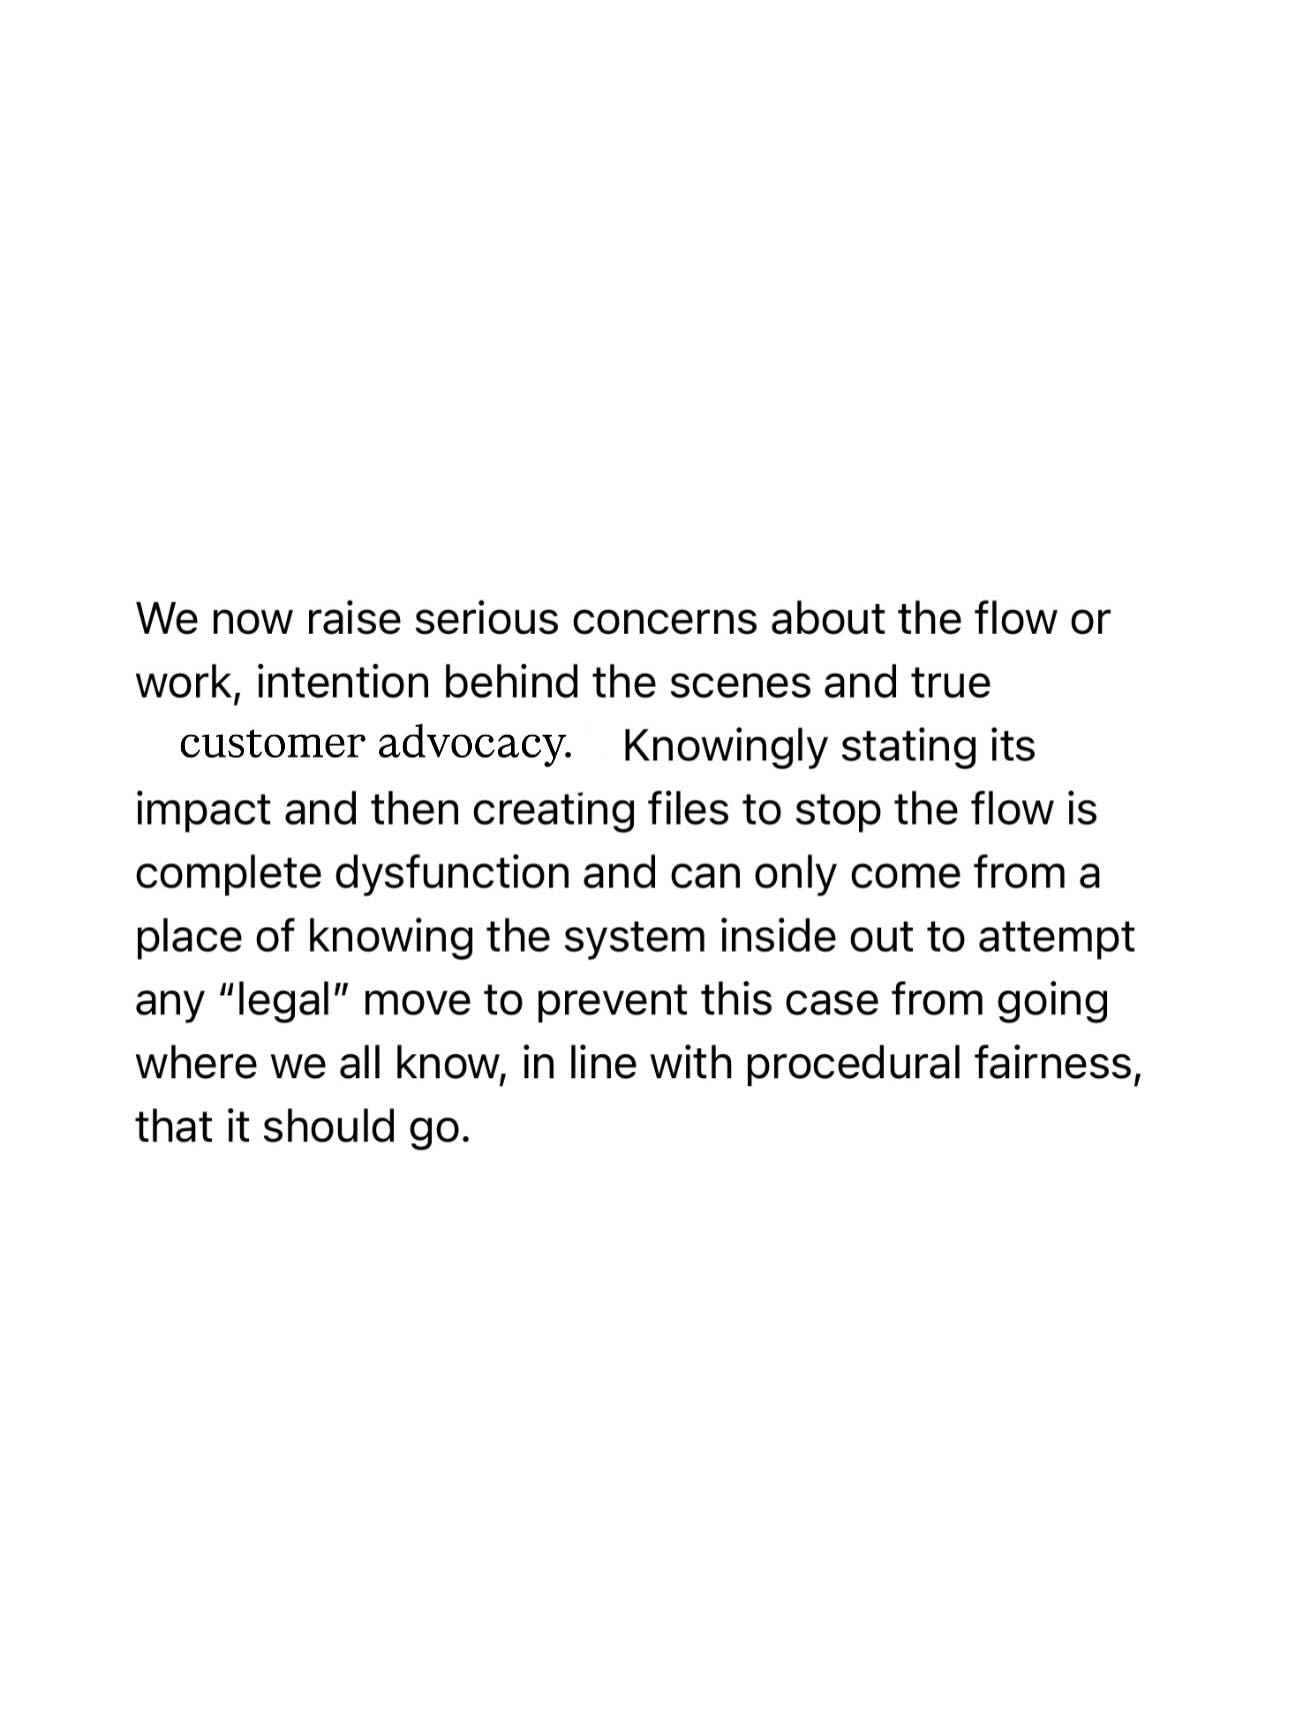 We now raise serious concerns about the flow or
work, intention behind the scenes and true
customer advocacy. Knowingly stating its
impact and then creating files to stop the flow is
complete dysfunction and can only come from a
place of knowing the system inside out to attempt
any “legal” move to prevent this case from going
where we all know, in line with procedural fairness,
that it should go.